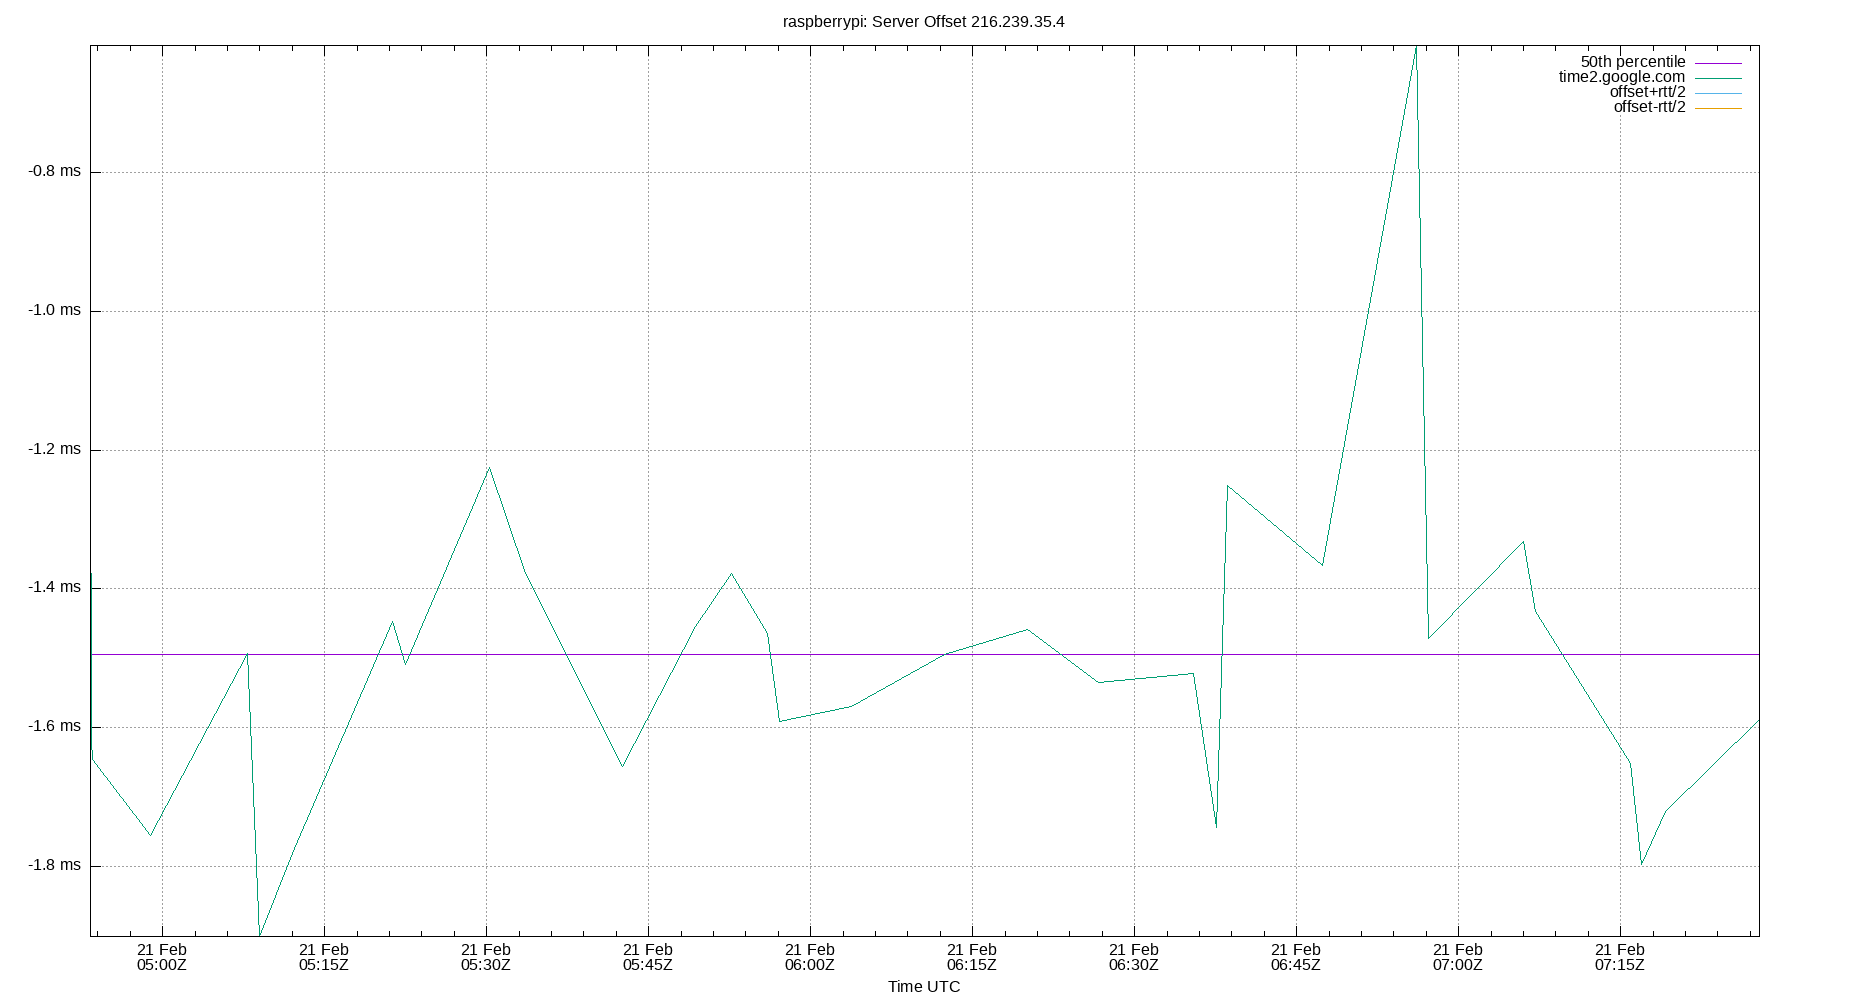 raspberrypi: Server Offset 216.239.35.4
50th percentile
time2.google.com
offset+rtt/2
offset-rtt/2
-0.8 ms
-1.0 ms
-1.2 ms
-1.4 ms
-1.6 ms
-1.8 ms
21 Feb 21 Feb 21 Feb 21 Feb 21 Feb 21 Feb 21 Feb 21 Feb 21 Feb 21 Feb
05:00Z 05:15Z 05:30Z 05:45Z 06:00Z 06:15Z 06:30Z 06:45Z 07:00Z 07:15Z
Time UTC